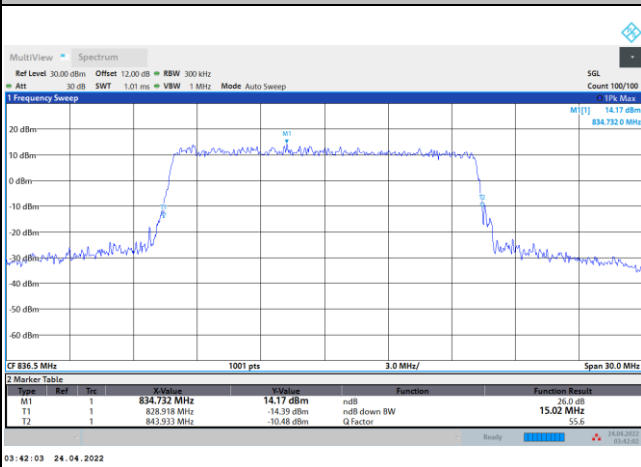 MultiView Spectrum
Ref Level 30.00 dBm Offset 12.00 dB RBW 300 kHz SGL
Att 30 dB SWT 1.01 ms VBW 1 MHz Mode Auto Sweep Count 100/100
1 Frequency Sweep 1Pk Max
M1[1] 14.17 dBm
834.732 0 MHz
20 dBm
M1
10 dBm
0 dBm
-10 dBm
-20 dBm
-30 dBm
-40 dBm
-50 dBm
-60 dBm
CF 836.5 MHz 1001 pts 3.0 MHz/ Span 30.0 MHz
2 Marker Table
Type Ref Trc X-Value Y-Value Function Function Result
M1 1 834.732 MHz 14.17 dBm ndB 26.0 dB
T1 1 828.918 MHz -14.39 dBm ndB down BW 15.02 MHz
T2 1 843.933 MHz -10.48 dBm Q Factor 55.6
Ready 24.04.2022
03:42:02
03:42:03 24.04.2022